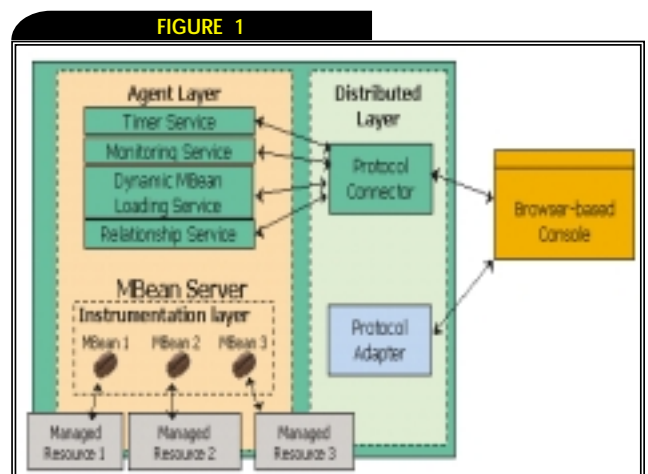 FIGURE 1
Agent Layer
Timer Service
Monitoring Service
Dynamic MBean
Loading Service
Relationship Service
MBean Server
Instrumentation layer
MBean 1 MBean 2 MBean 3
Managed
Resource 1
Managed
Resource 2
Managed
Resource 3
Distributed
Layer
Protocol
Connector
Protocol
Adapter
Browser-based
Console